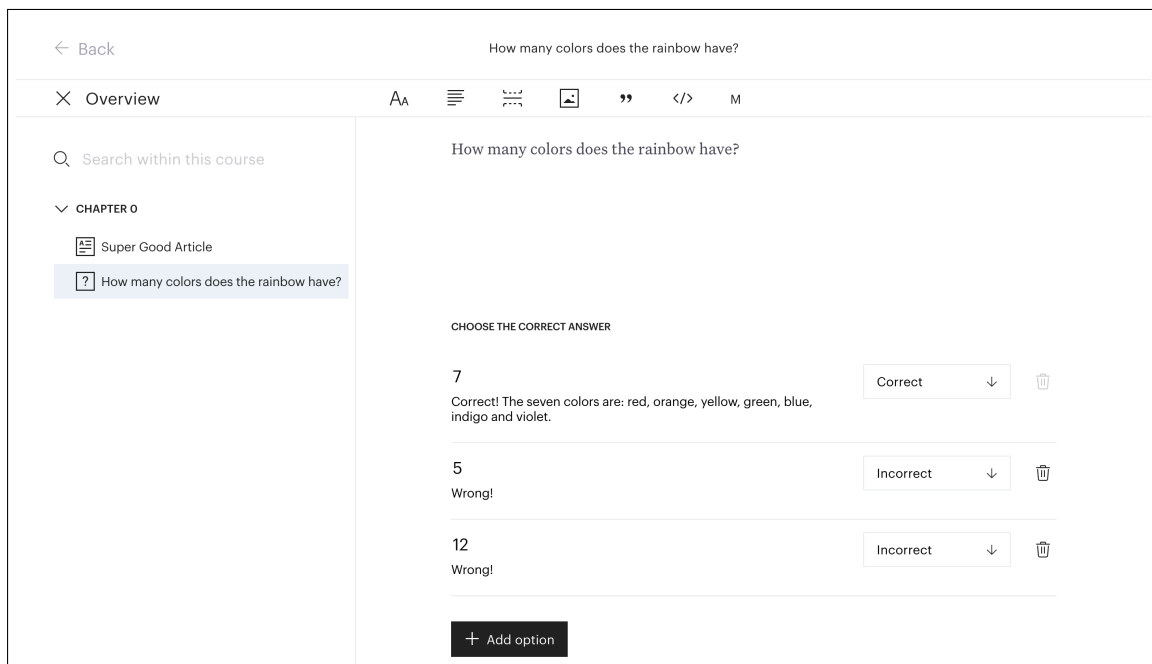 Back
How many colors does the rainbow have?
Overview
AA
”
</>
M
Search within this course
CHAPTER 0
Super Good Article
? How many colors does the rainbow have?
How many colors does the rainbow have?
CHOOSE THE CORRECT ANSWER
7
Correct! The seven colors are: red, orange, yellow, green, blue,
indigo and violet.
Correct
5
Wrong!
Incorrect
12
Wrong!
Incorrect
+ Add option